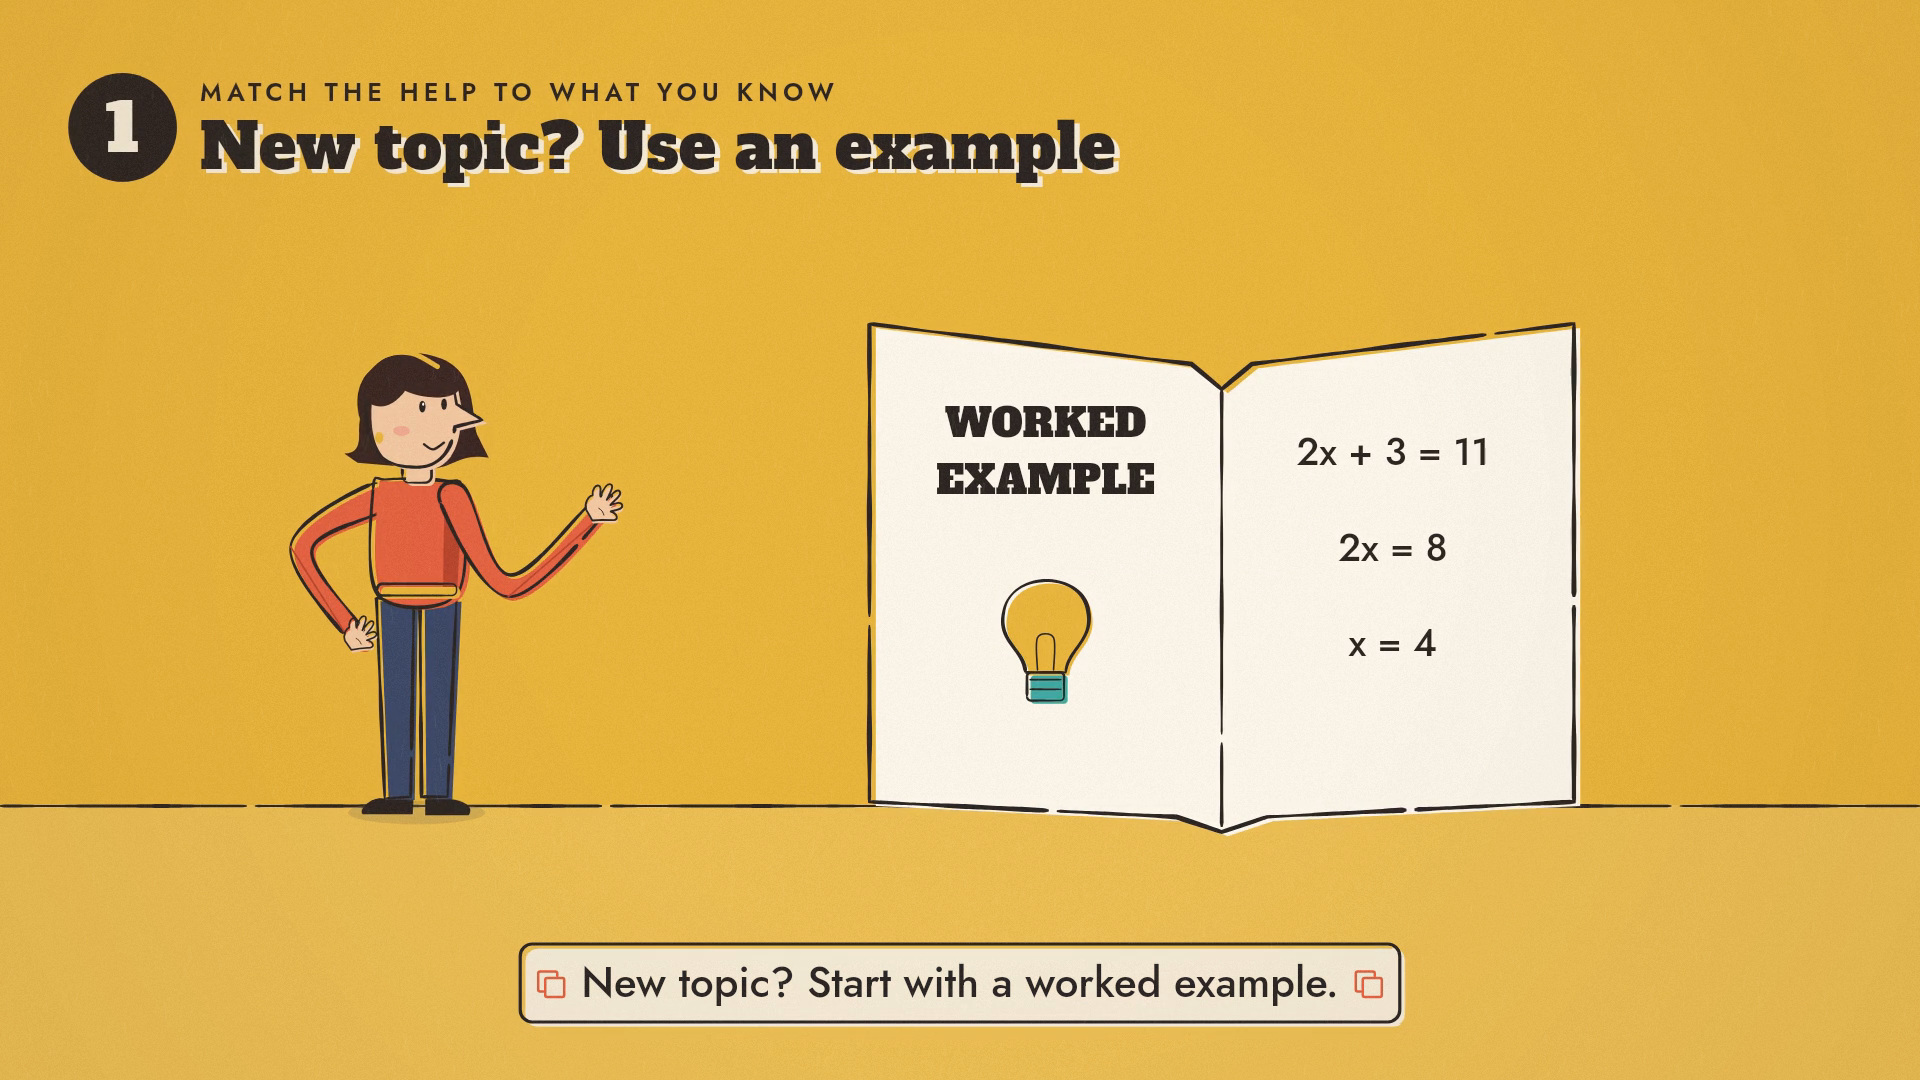 1
MATCH THE HELP TO WHAT YOU KNOW
New topic? Use an example
WORKED
EXAMPLE
2x + 3 = 11
2x = 8
x = 4
New topic? Start with a worked example.